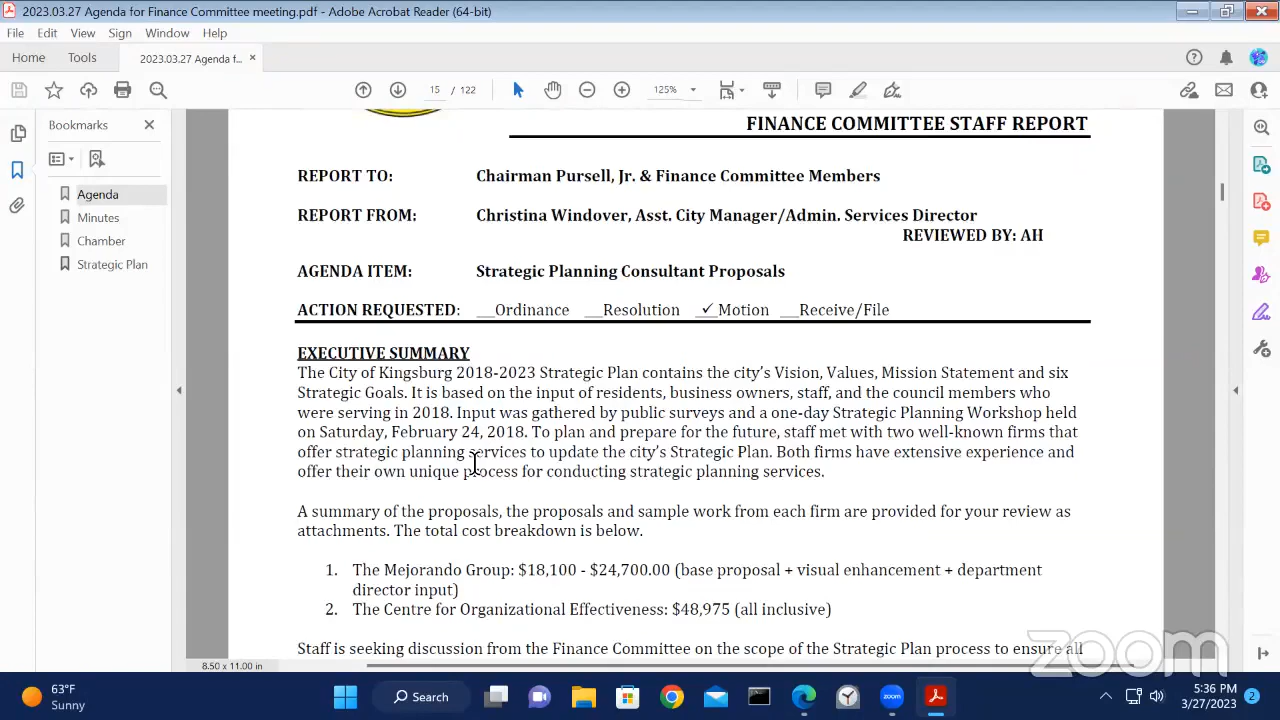 2023.03.27 Agenda for Finance Committee meeting.pdf - Adobe Acrobat Reader (64-bit)
File Edit View Sign Window Help
Home Tools 2023.03.27 Agenda f...
15 / 122 125%
Bookmarks
Agenda
Minutes
Chamber
Strategic Plan
FINANCE COMMITTEE STAFF REPORT
REPORT TO: Chairman Pursell, Jr. & Finance Committee Members
REPORT FROM: Christina Windover, Asst. City Manager/Admin. Services Director
REVIEWED BY: AH
AGENDA ITEM: Strategic Planning Consultant Proposals
ACTION REQUESTED: __Ordinance __Resolution _✓Motion __Receive/File
EXECUTIVE SUMMARY
The City of Kingsburg 2018-2023 Strategic Plan contains the city's Vision, Values, Mission Statement and six
Strategic Goals. It is based on the input of residents, business owners, staff, and the council members who
were serving in 2018. Input was gathered by public surveys and a one-day Strategic Planning Workshop held
on Saturday, February 24, 2018. To plan and prepare for the future, staff met with two well-known firms that
offer strategic planning services to update the city's Strategic Plan. Both firms have extensive experience and
offer their own unique process for conducting strategic planning services.
A summary of the proposals, the proposals and sample work from each firm are provided for your review as
attachments. The total cost breakdown is below.
1. The Mejorando Group: $18,100 - $24,700.00 (base proposal + visual enhancement + department
director input)
2. The Centre for Organizational Effectiveness: $48,975 (all inclusive)
Staff is seeking discussion from the Finance Committee on the scope of the Strategic Plan process to ensure all
zoom
8.50 x 11.00 in
63°F
Sunny
Search
zoom
5:36 PM
3/27/2023
2